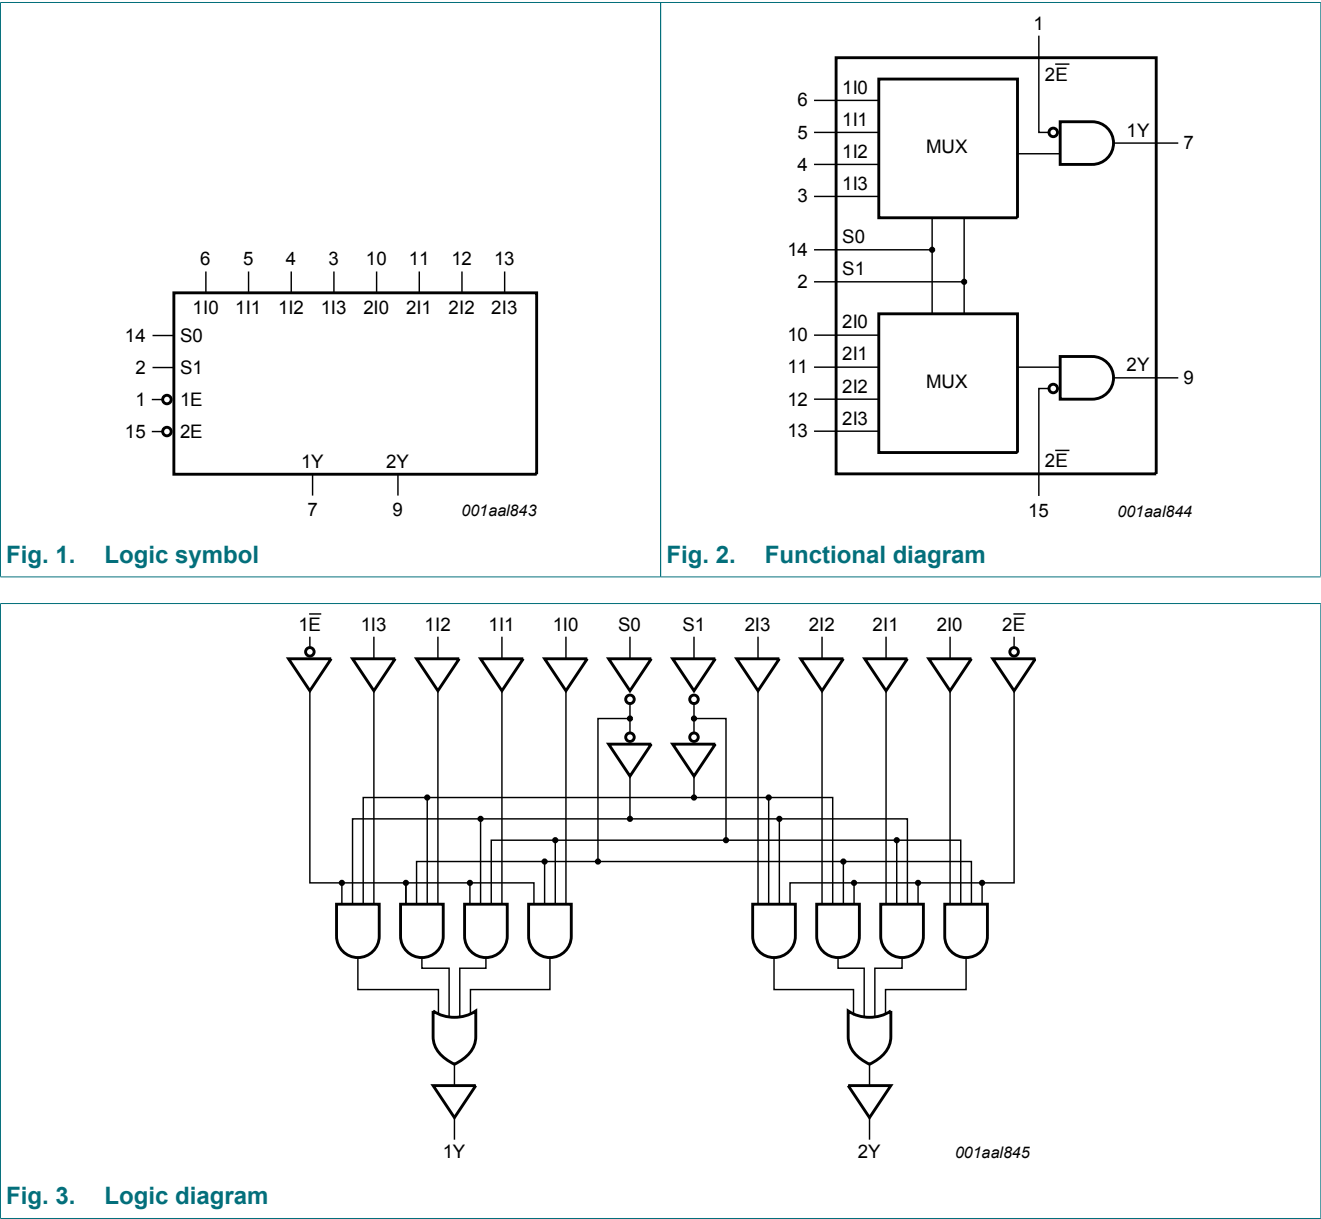 6 5 4 3 10 11 12 13
1I0 1I1 1I2 1I3 2I0 2I1 2I2 2I3
14 S0
2 S1
1 1E
15 2E
1Y 2Y
7 9
001aal843
Fig. 1. Logic symbol
1
2E̅
6 1I0
5 1I1
4 1I2
3 1I3
MUX
1Y 7
14 S0
2 S1
10 2I0
11 2I1
12 2I2
13 2I3
MUX
2Y 9
2E̅
15
001aal844
Fig. 2. Functional diagram
1E̅ 1I3 1I2 1I1 1I0 S0 S1 2I3 2I2 2I1 2I0 2E̅
1Y 2Y
001aal845
Fig. 3. Logic diagram